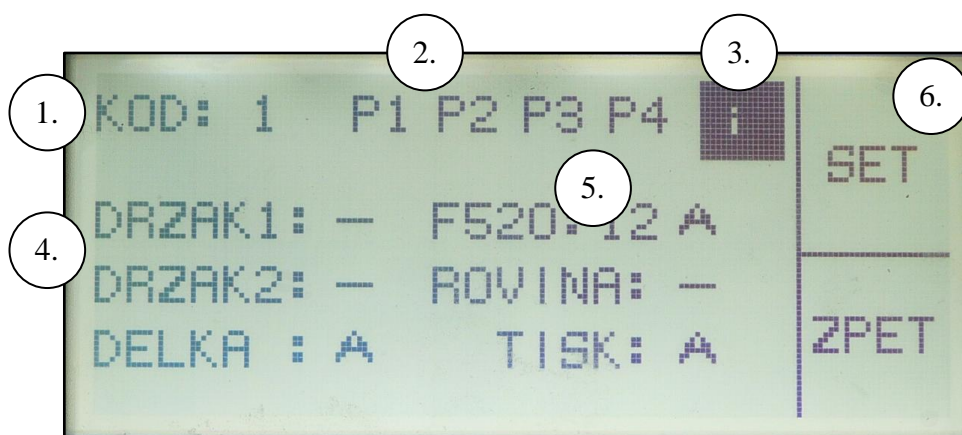 2. 3.
1. 6.
KOD: 1 P1 P2 P3 P4 i
SET
5.
DRZAK1: – F520:12 A
4.
DRZAK2: – ROVINA: –
DELKA : A TISK: A
ZPET